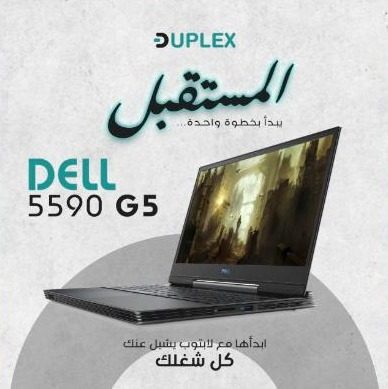 DUPLEX
المستقبل
يبدأ بخطوة واحدة...
DELL
5590 G5
ابدأها مع لابتوب يشيل عنك
كل شغلك